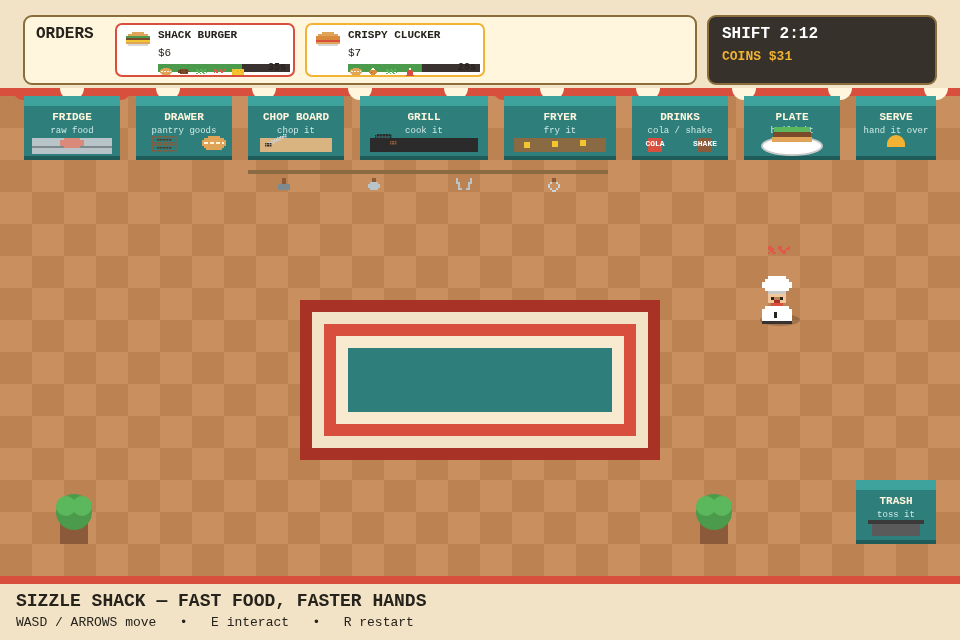 ORDERS
SHACK BURGER
$6
CRISPY CLUCKER
$7
SHIFT 2:12
COINS $31
FRIDGE
raw food
DRAWER
pantry goods
CHOP BOARD
chop it
GRILL
cook it
FRYER
fry it
DRINKS
cola / shake
COLA
SHAKE
PLATE
SERVE
hand it over
TRASH
toss it
SIZZLE SHACK — FAST FOOD, FASTER HANDS
WASD / ARROWS move • E interact • R restart